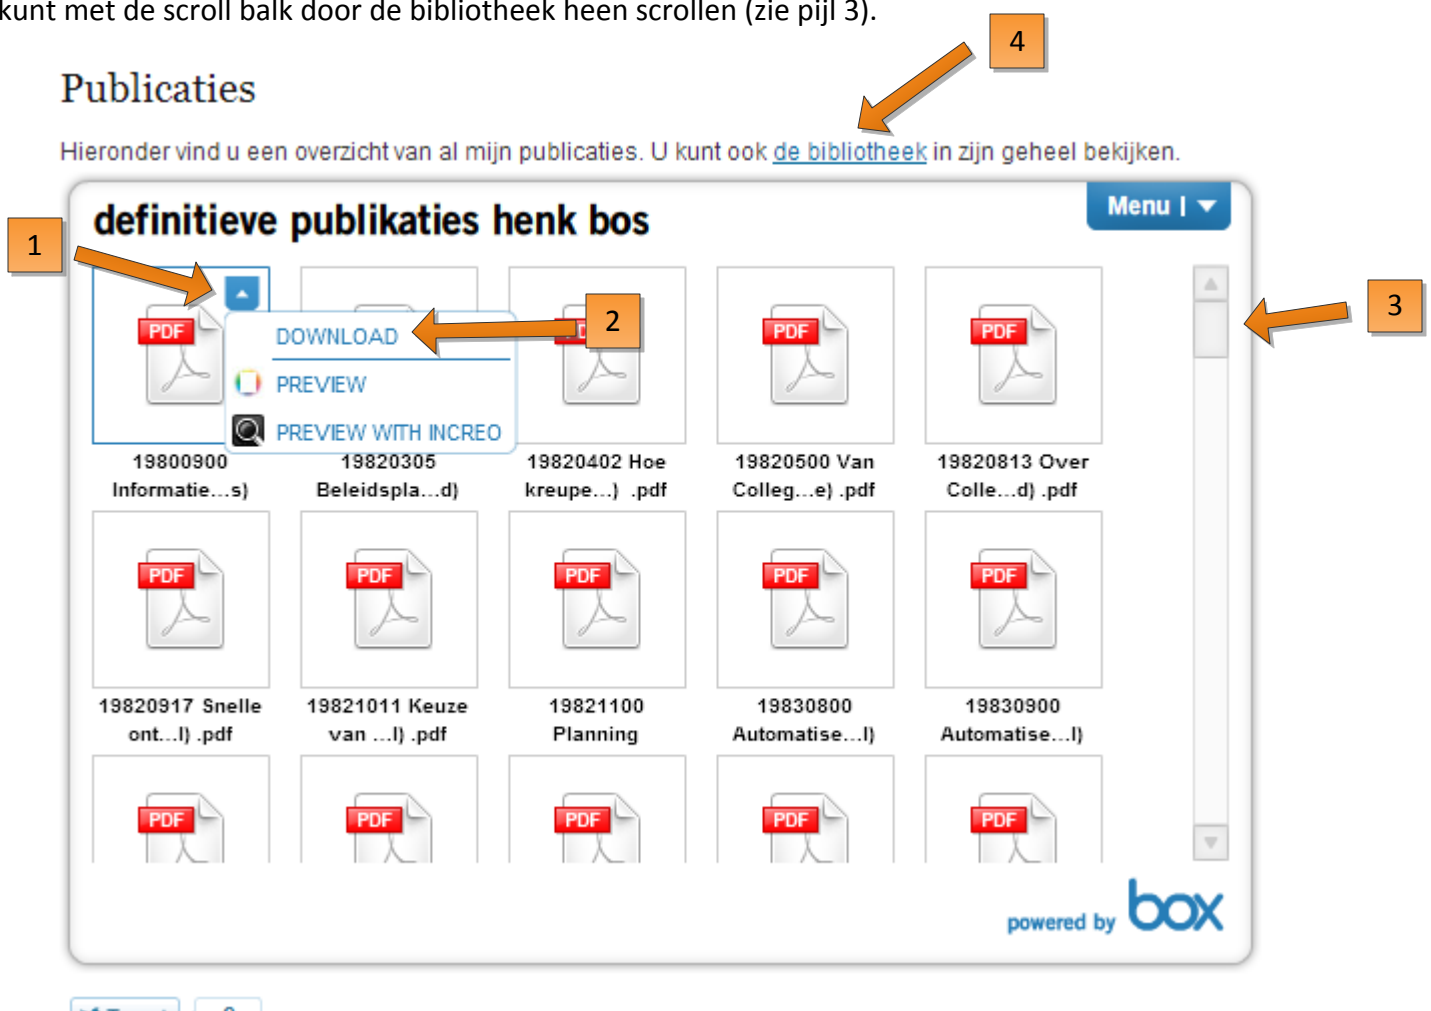 kunt met de scroll balk door de bibliotheek heen scrollen (zie pijl 3).
4
Publicaties
Hieronder vind u een overzicht van al mijn publicaties. U kunt ook de bibliotheek in zijn geheel bekijken.
definitieve publikaties henk bos
Menu |
1
2
3
PDF
PDF
PDF
PDF
DOWNLOAD
PREVIEW
PREVIEW WITH INCREO
19800900
Informatie...s)
19820305
Beleidspla...d)
19820402 Hoe
kreupe...) .pdf
19820500 Van
Colleg...e) .pdf
19820813 Over
Colle...d) .pdf
PDF
PDF
PDF
PDF
PDF
19820917 Snelle
ont...l) .pdf
19821011 Keuze
van ...l) .pdf
19821100
Planning
19830800
Automatise...l)
19830900
Automatise...l)
PDF
PDF
PDF
PDF
PDF
powered by box